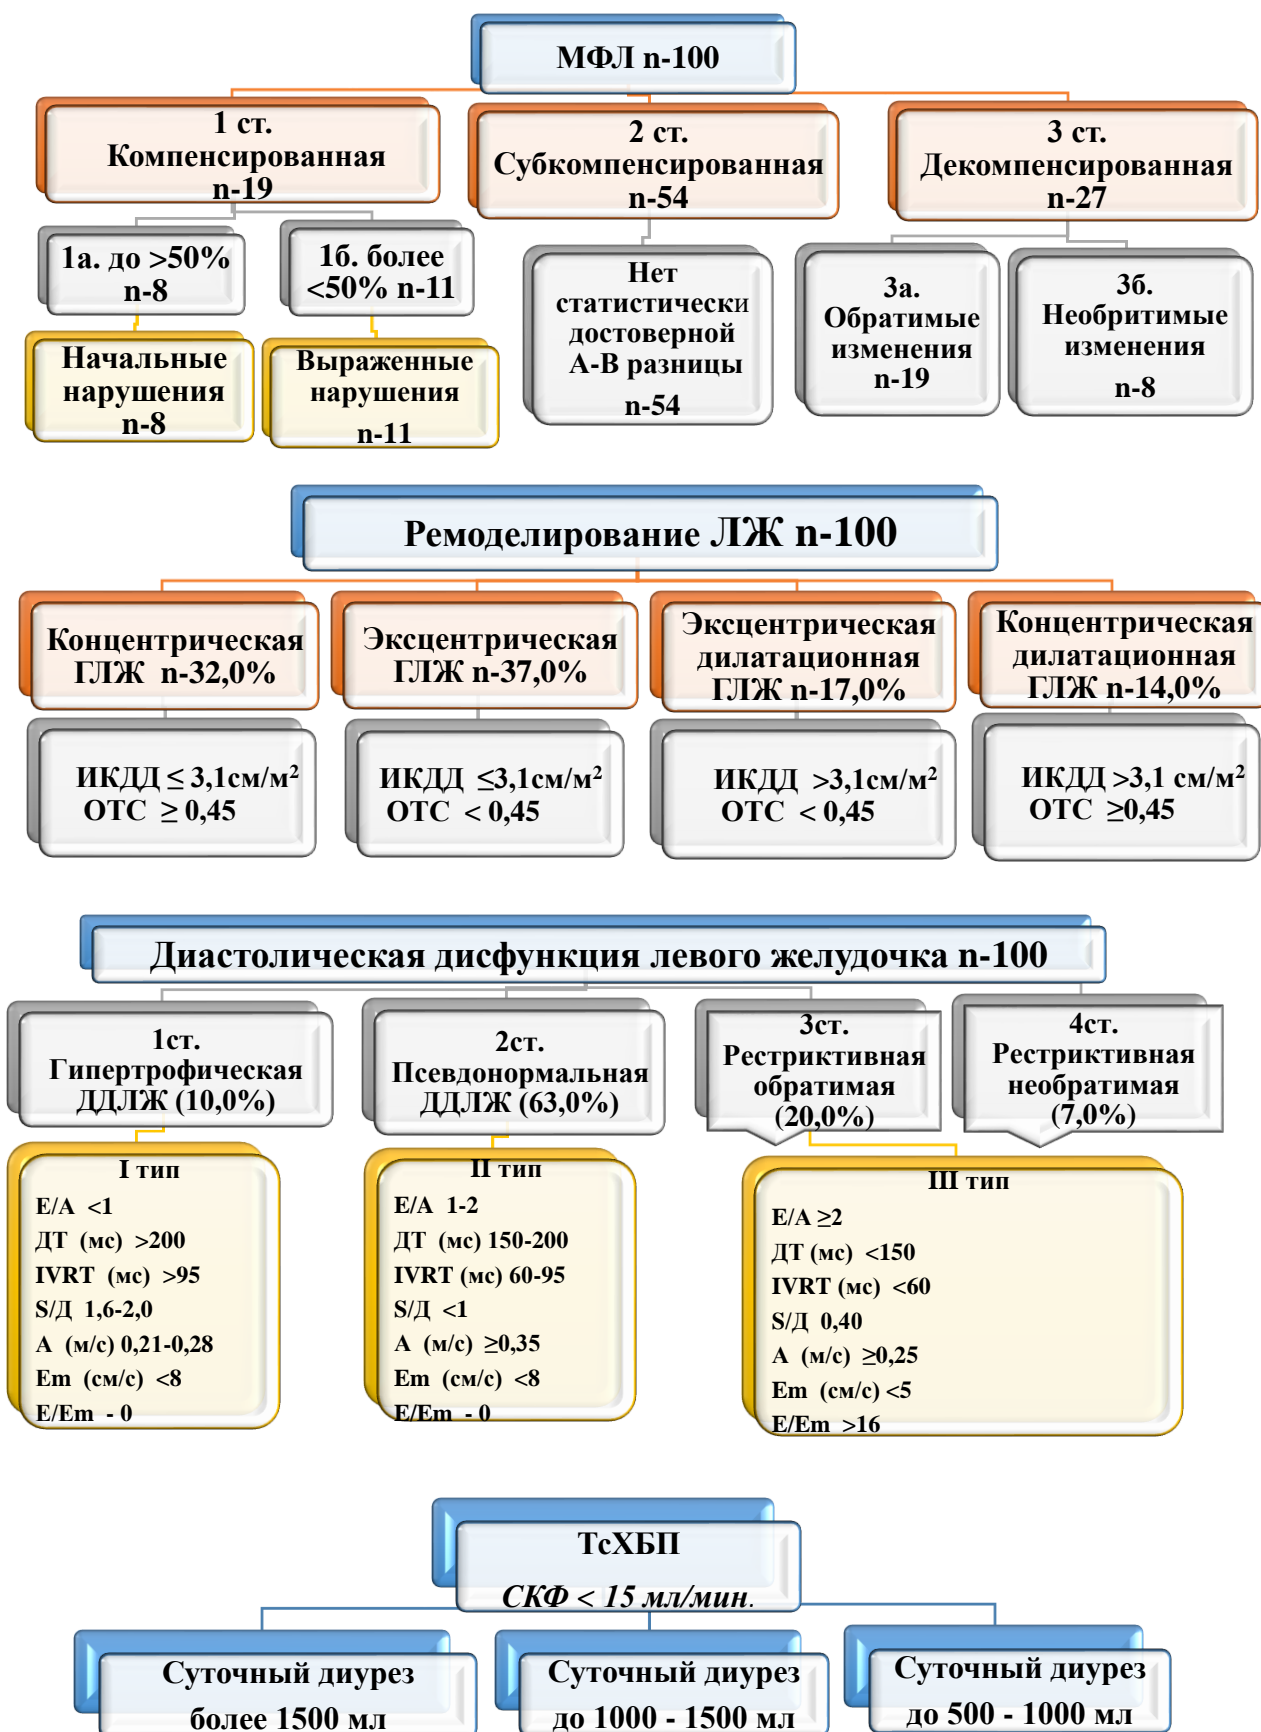 МФЛ n-100
1 ст.
Компенсированная
n-19
2 ст.
Субкомпенсированная
n-54
3 ст.
Декомпенсированная
n-27
1а. до >50%
n-8
1б. более
<50% n-11
Нет
статистически
достоверной
А-В разницы
n-54
3а.
Обратимые
изменения
n-19
3б.
Необритимые
изменения
n-8
Начальные
нарушения
n-8
Выраженные
нарушения
n-11
Ремоделирование ЛЖ n-100
Концентрическая
ГЛЖ n-32,0%
Эксцентрическая
ГЛЖ n-37,0%
Эксцентрическая
дилатационная
ГЛЖ n-17,0%
Концентрическая
дилатационная
ГЛЖ n-14,0%
ИКДД ≤ 3,1см/м²
ОТС ≥ 0,45
ИКДД ≤3,1см/м²
ОТС < 0,45
ИКДД >3,1см/м²
ОТС < 0,45
ИКДД >3,1 см/м²
ОТС ≥0,45
Диастолическая дисфункция левого желудочка n-100
1ст.
Гипертрофическая
ДДЛЖ (10,0%)
2ст.
Псевдонормальная
ДДЛЖ (63,0%)
3ст.
Рестриктивная
обратимая
(20,0%)
4ст.
Рестриктивная
необратимая
(7,0%)
I тип
E/A <1
ДТ (мс) >200
IVRT (мс) >95
S/Д 1,6-2,0
А (м/с) 0,21-0,28
Em (см/с) <8
E/Em - 0
II тип
E/A 1-2
ДТ (мс) 150-200
IVRT (мс) 60-95
S/Д <1
А (м/с) ≥0,35
Em (см/с) <8
E/Em - 0
III тип
E/A ≥2
ДТ (мс) <150
IVRT (мс) <60
S/Д 0,40
А (м/с) ≥0,25
Em (см/с) <5
E/Em >16
ТсХБП
СКФ < 15 мл/мин.
Суточный диурез
более 1500 мл
Суточный диурез
до 1000 - 1500 мл
Суточный диурез
до 500 - 1000 мл